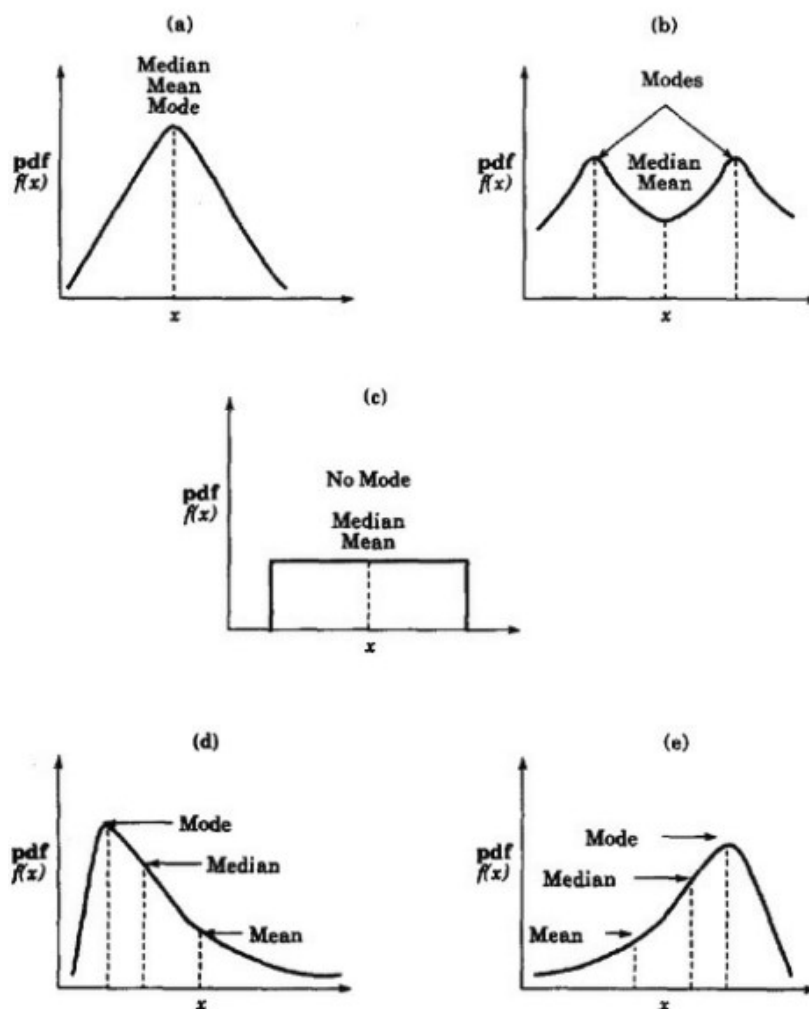 (a)
Median
Mean
Mode
pdf
f(x)
x
(b)
Modes
Median
Mean
x
(c)
No Mode
pdf
f(x)
Median
Mean
x
(d)
Mode
pdf
f(x)
Median
Mean
x
(e)
Mode
pdf
f(x)
Median
Mean
x